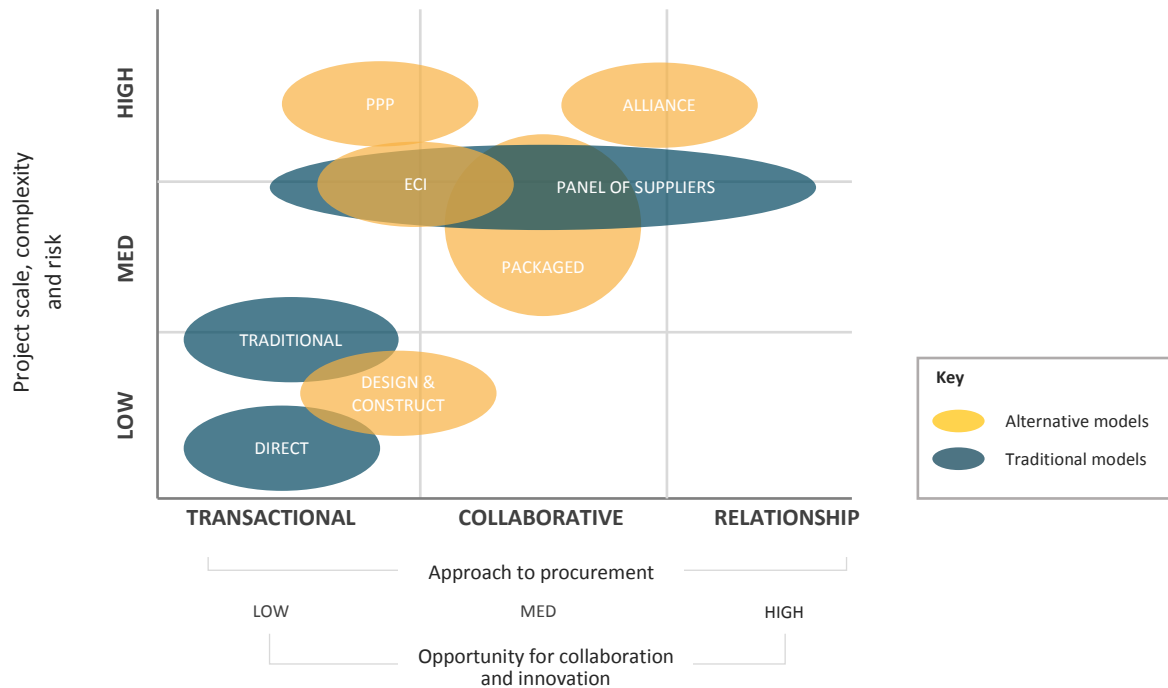 Project scale, complexity
and risk
HIGH
MED
LOW
PPP
ALLIANCE
ECI
PANEL OF SUPPLIERS
PACKAGED
TRADITIONAL
DESIGN &
CONSTRUCT
DIRECT
Key
Alternative models
Traditional models
TRANSACTIONAL
COLLABORATIVE
RELATIONSHIP
Approach to procurement
LOW
MED
HIGH
Opportunity for collaboration
and innovation